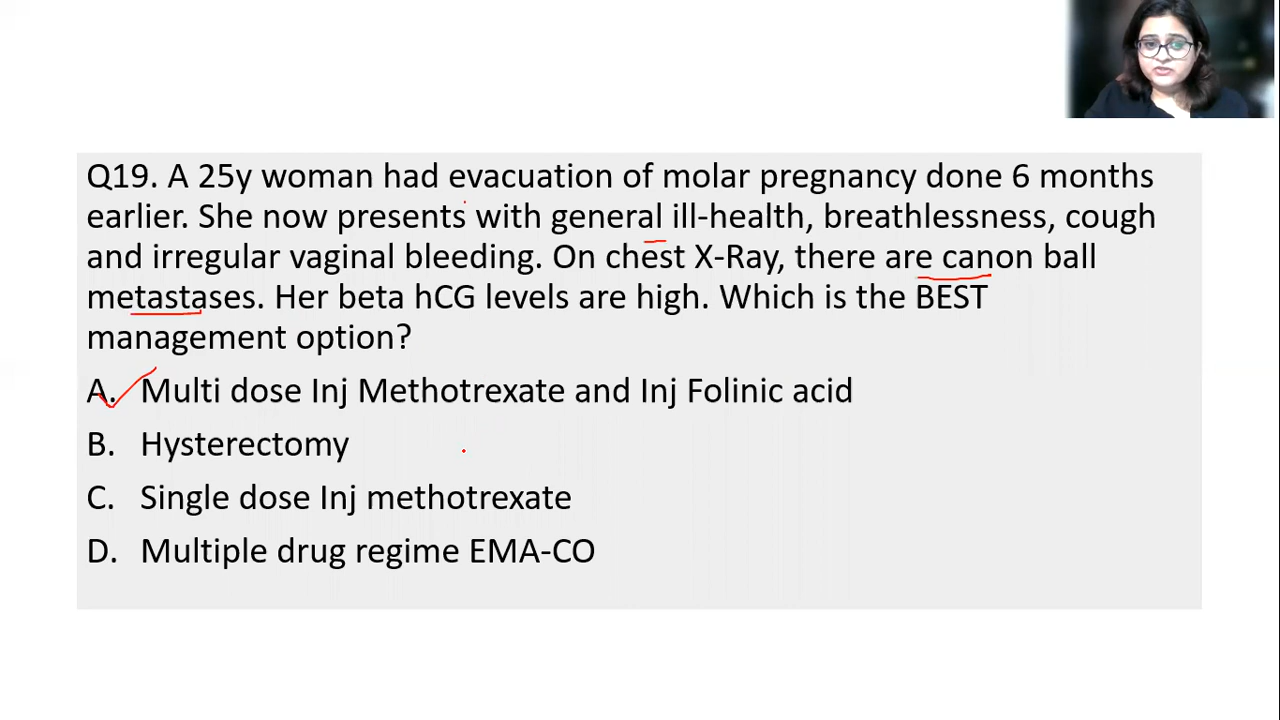 Q19. A 25y woman had evacuation of molar pregnancy done 6 months
earlier. She now presents with general ill-health, breathlessness, cough
and irregular vaginal bleeding. On chest X-Ray, there are canon ball
metastases. Her beta hCG levels are high. Which is the BEST
management option?
A. Multi dose Inj Methotrexate and Inj Folinic acid
B. Hysterectomy
C. Single dose Inj methotrexate
D. Multiple drug regime EMA-CO